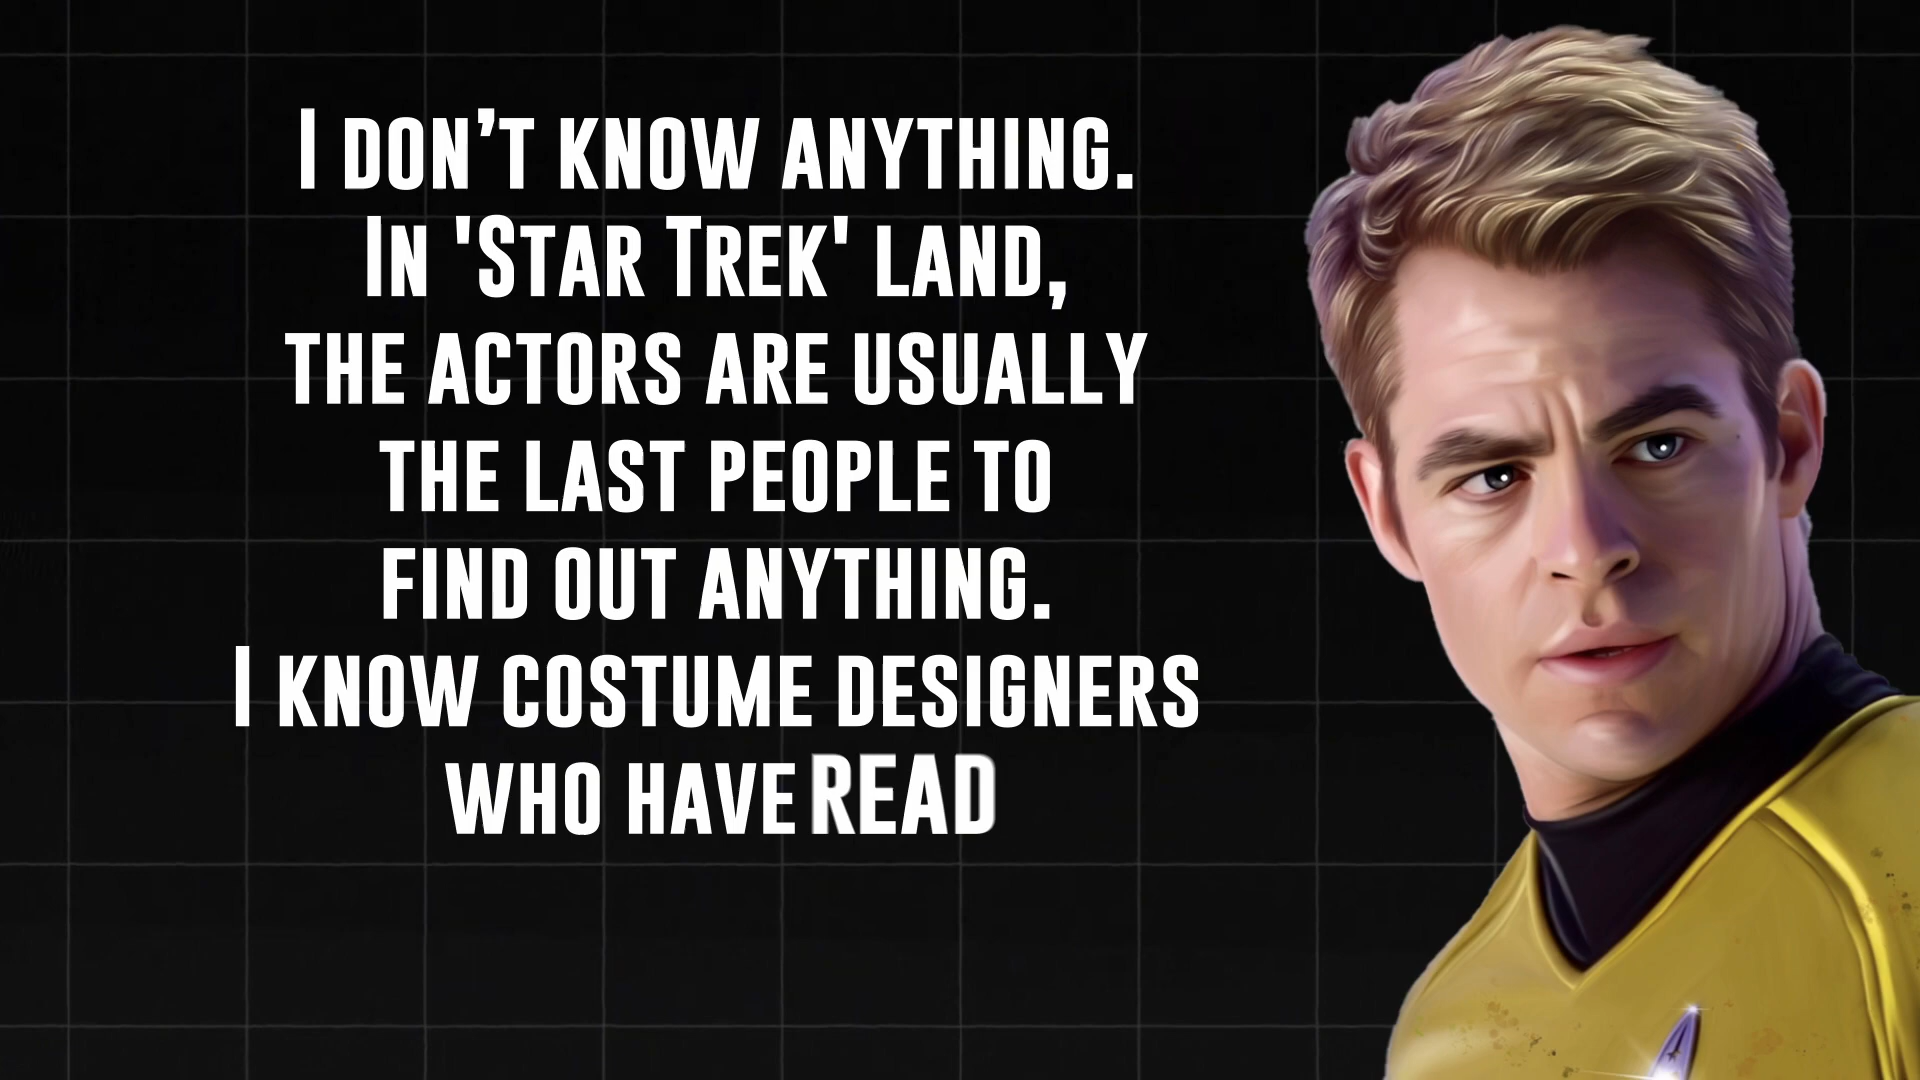 I don’t know anything.
In 'Star Trek' land,
the actors are usually
the last people to
find out anything.
I know costume designers
who have read